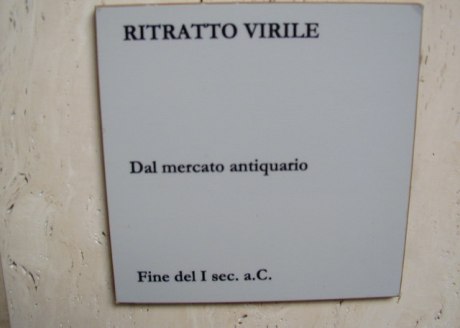 RITRATTO VIRILE
Dal mercato antiquario
Fine del I sec. a.C.